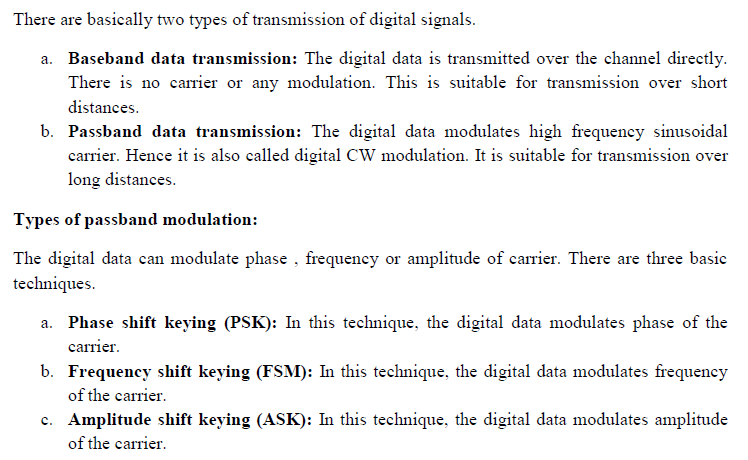 There are basically two types of transmission of digital signals.
a. Baseband data transmission: The digital data is transmitted over the channel directly.
There is no carrier or any modulation. This is suitable for transmission over short
distances.
b. Passband data transmission: The digital data modulates high frequency sinusoidal
carrier. Hence it is also called digital CW modulation. It is suitable for transmission over
long distances.
Types of passband modulation:
The digital data can modulate phase , frequency or amplitude of carrier. There are three basic
techniques.
a. Phase shift keying (PSK): In this technique, the digital data modulates phase of the
carrier.
b. Frequency shift keying (FSM): In this technique, the digital data modulates frequency
of the carrier.
c. Amplitude shift keying (ASK): In this technique, the digital data modulates amplitude
of the carrier.